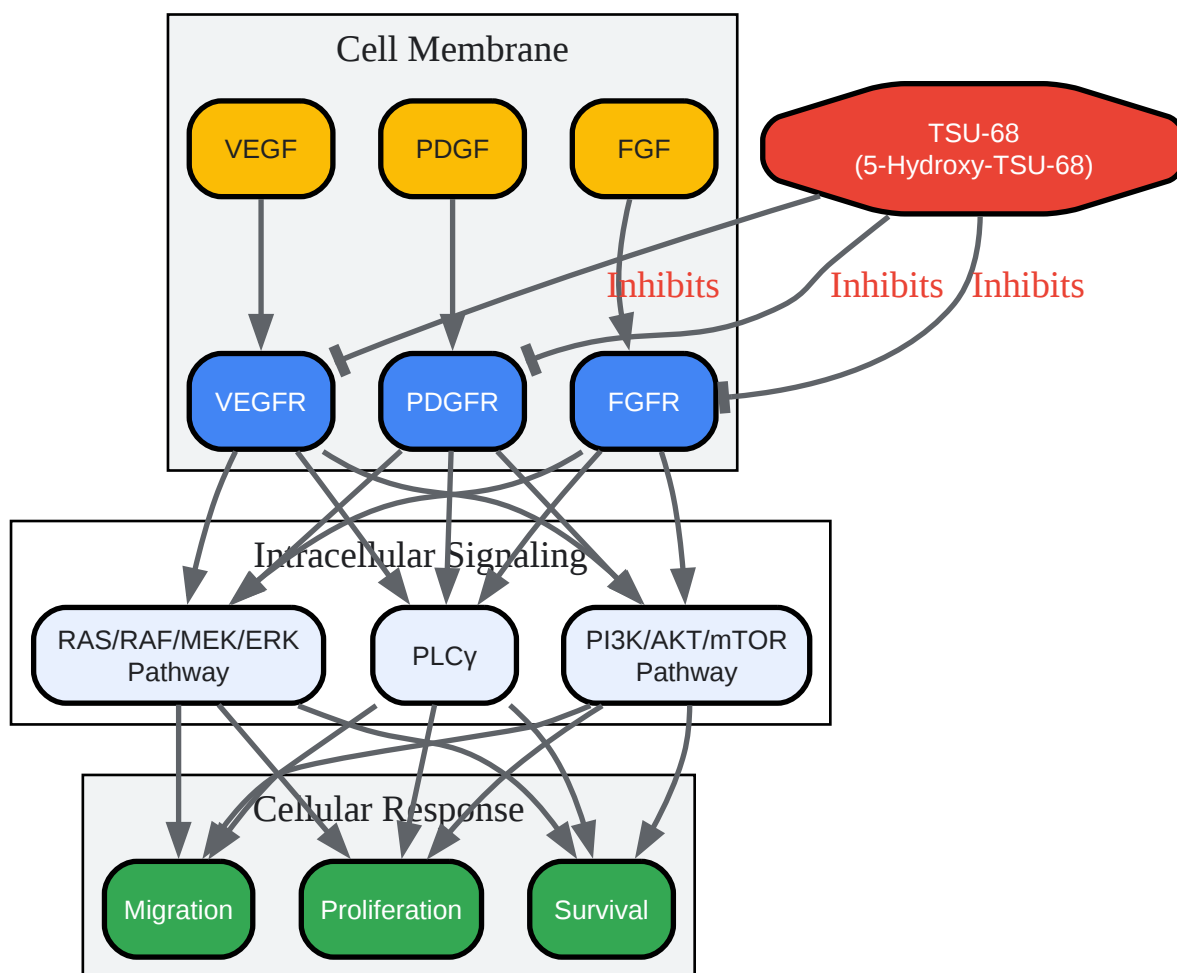 Cell Membrane
VEGF
PDGF
FGF
TSU-68
(5-Hydroxy-TSU-68)
Inhibits
Inhibits
Inhibits
VEGFR
PDGFR
FGFR
Intracellular Signaling
RAS/RAF/MEK/ERK
Pathway
PLCγ
PI3K/AKT/mTOR
Pathway
Cellular Response
Migration
Proliferation
Survival